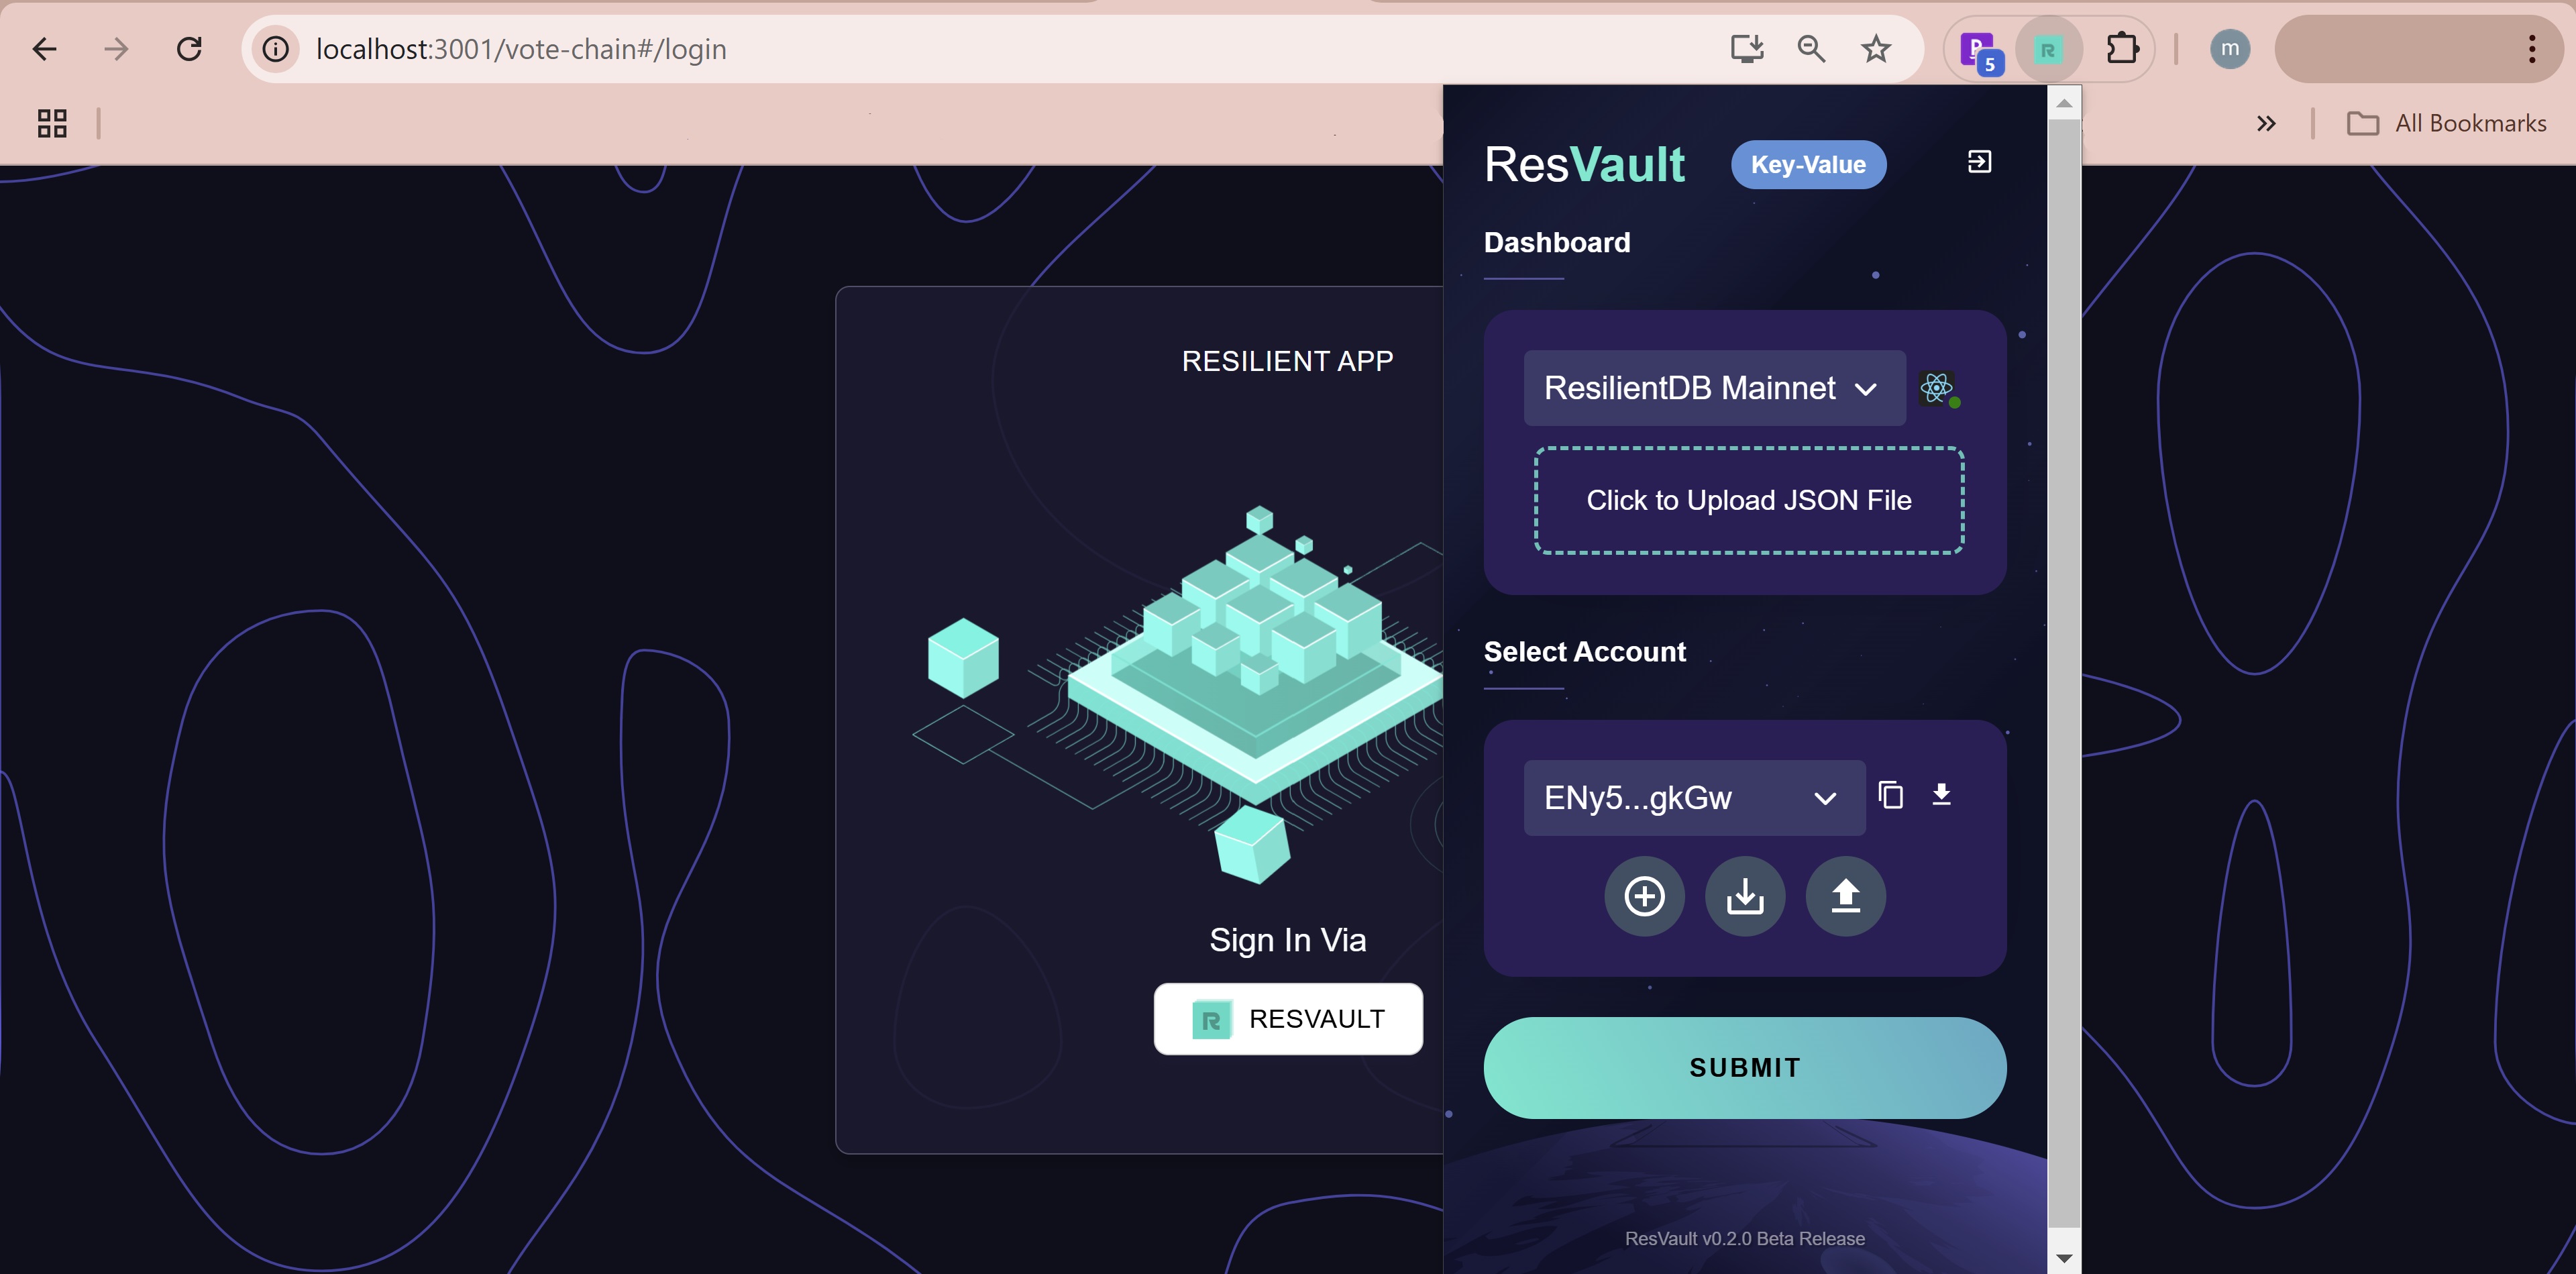 localhost:3001/vote-chain#/login
5
R
m
All Bookmarks
RESILIENT APP
Sign In Via
R RESVAULT
ResVault
Key-Value
Dashboard
ResilientDB Mainnet
Click to Upload JSON File
Select Account
ENy5...gkGw
SUBMIT
ResVault v0.2.0 Beta Release